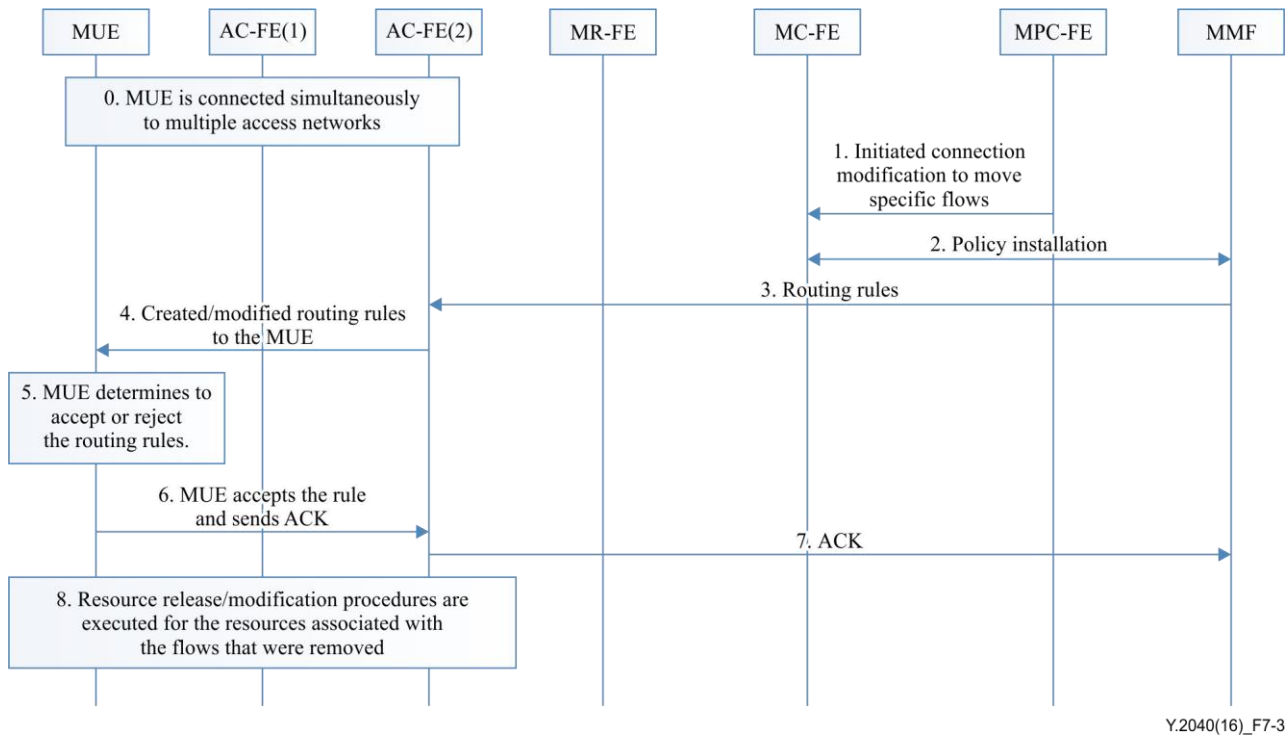 MUE
AC-FE(1)
AC-FE(2)
MR-FE
MC-FE
MPC-FE
MMF
0. MUE is connected simultaneously
to multiple access networks
1. Initiated connection
modification to move
specific flows
2. Policy installation
3. Routing rules
4. Created/modified routing rules
to the MUE
5. MUE determines to
accept or reject
the routing rules.
6. MUE accepts the rule
and sends ACK
7. ACK
8. Resource release/modification procedures are
executed for the resources associated with
the flows that were removed
Y.2040(16)_F7-3